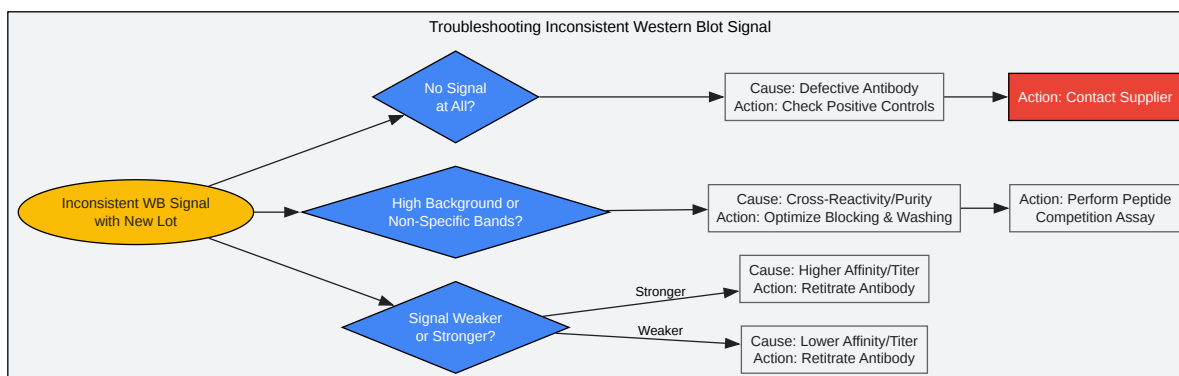 Troubleshooting Inconsistent Western Blot Signal
No Signal
at All?
Cause: Defective Antibody
Action: Check Positive Controls
Action: Contact Supplier
Inconsistent WB Signal
with New Lot
High Background or
Non-Specific Bands?
Cause: Cross-Reactivity/Purity
Action: Optimize Blocking & Washing
Action: Perform Peptide
Competition Assay
Signal Weaker
or Stronger?
Stronger
Cause: Higher Affinity/Titer
Action: Retitrate Antibody
Weaker
Cause: Lower Affinity/Titer
Action: Retitrate Antibody